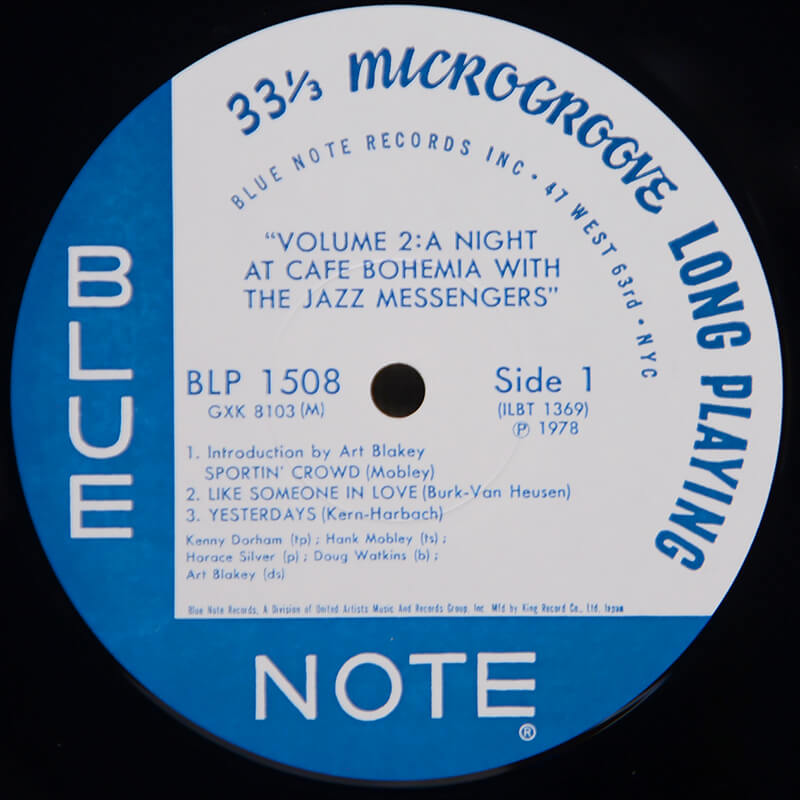 33⅓ MICROGROOVE LONG PLAYING
BLUE NOTE RECORDS INC • 47 WEST 63rd • NYC
"VOLUME 2: A NIGHT
AT CAFE BOHEMIA WITH
THE JAZZ MESSENGERS"
BLP 1508
GXK 8103 (M)
Side 1
(ILBT 1369)
Ⓟ 1978
1. Introduction by Art Blakey
SPORTIN' CROWD (Mobley)
2. LIKE SOMEONE IN LOVE (Burk-Van Heusen)
3. YESTERDAYS (Kern-Harbach)
Kenny Dorham (tp) ; Hank Mobley (ts) ;
Horace Silver (p) ; Doug Watkins (b) ;
Art Blakey (ds)
Blue Note Records, A Division of United Artists Music And Records Group, Inc. Mfd by King Record Co., Ltd. Japan
BLUE
NOTE
®